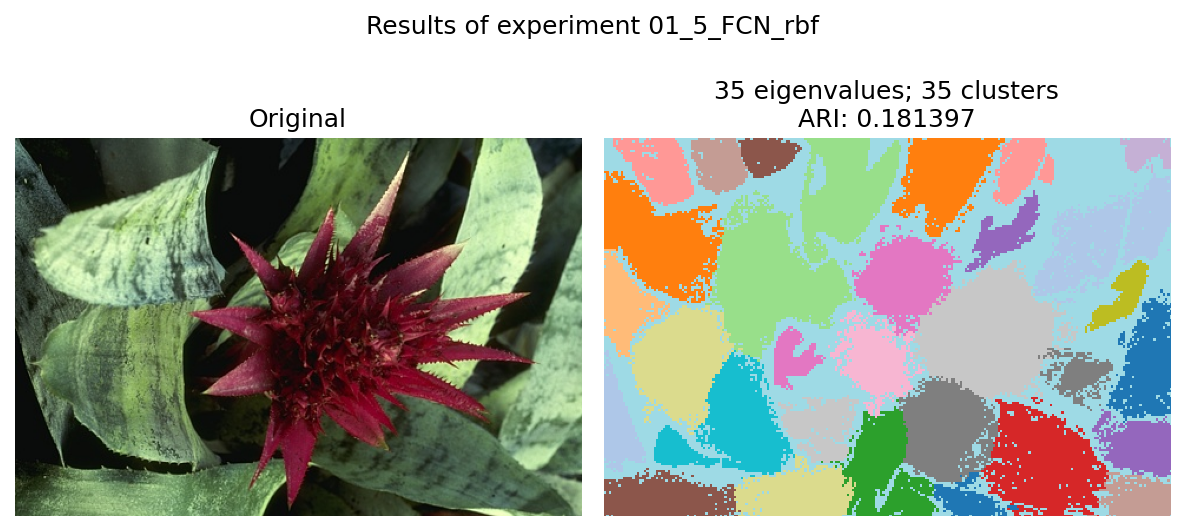 Results of experiment 01_5_FCN_rbf
Original
35 eigenvalues; 35 clusters
ARI: 0.181397